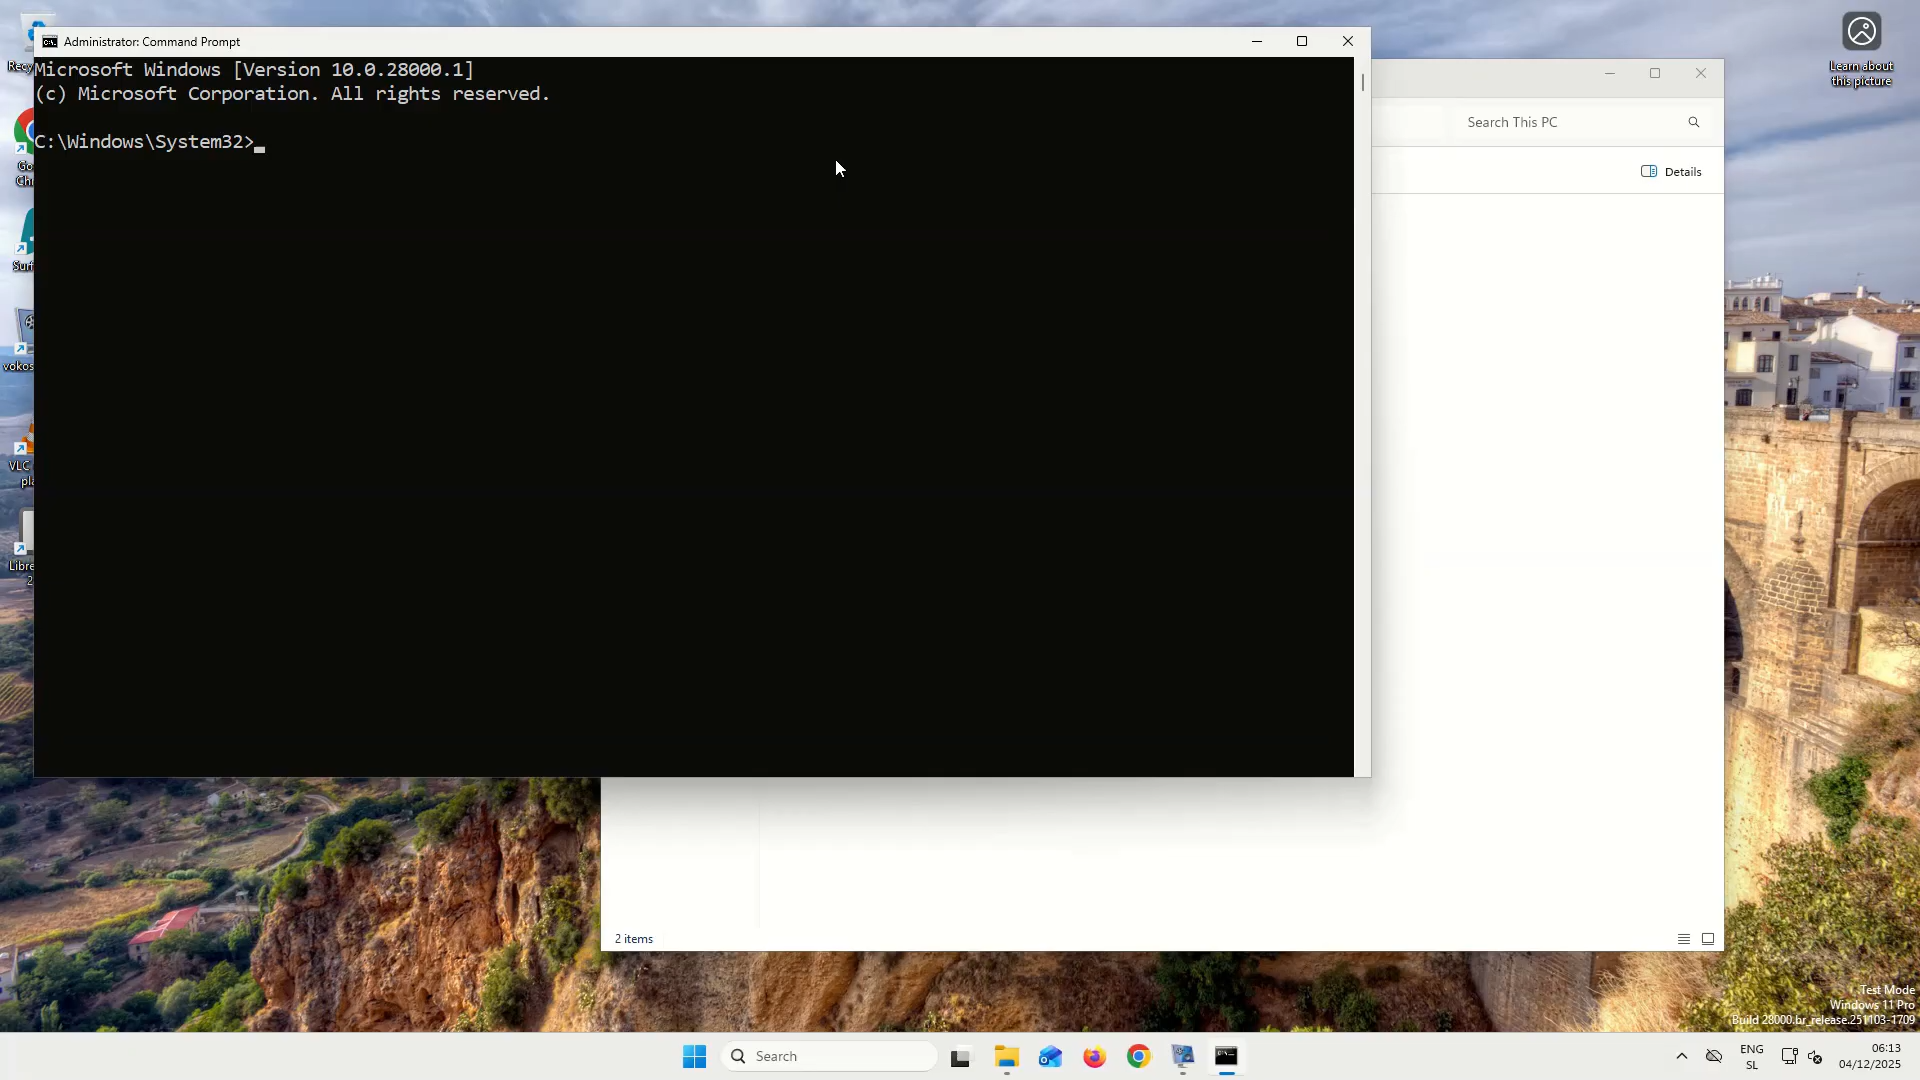 Administrator: Command Prompt
Microsoft Windows [Version 10.0.28000.1]
(c) Microsoft Corporation. All rights reserved.
C:\Windows\System32>
Search This PC
Details
2 items
Learn about
this picture
Test Mode
Windows 11 Pro
Build 28000.br_release.251103-1709
Search
ENG
SL
06:13
04/12/2025